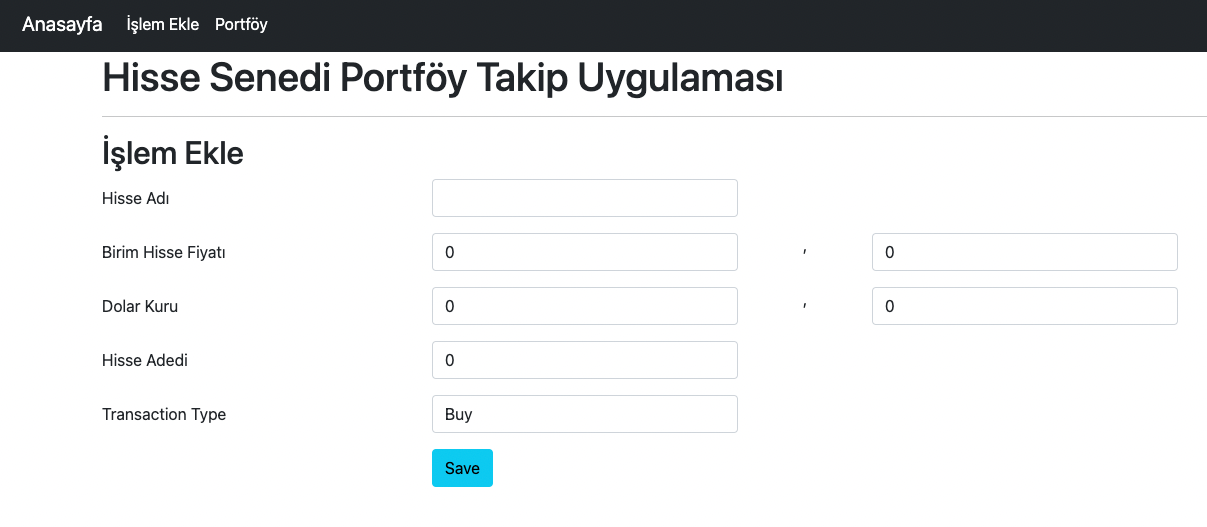 Anasayfa İşlem Ekle Portföy
Hisse Senedi Portföy Takip Uygulaması
İşlem Ekle
Hisse Adı
Birim Hisse Fiyatı 0 , 0
Dolar Kuru 0 , 0
Hisse Adedi 0
Transaction Type Buy
Save